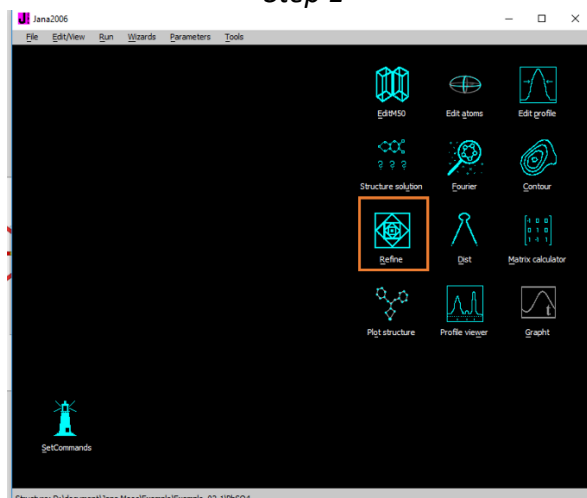 Step 1
Jana2006
File Edit/View Run Wizards Parameters Tools
EditM50 Edit atoms Edit profile
? ? ?
Structure solution Fourier Contour
Refine Dist Matrix calculator
t
Plot structure Profile viewer Grapht
SetCommands